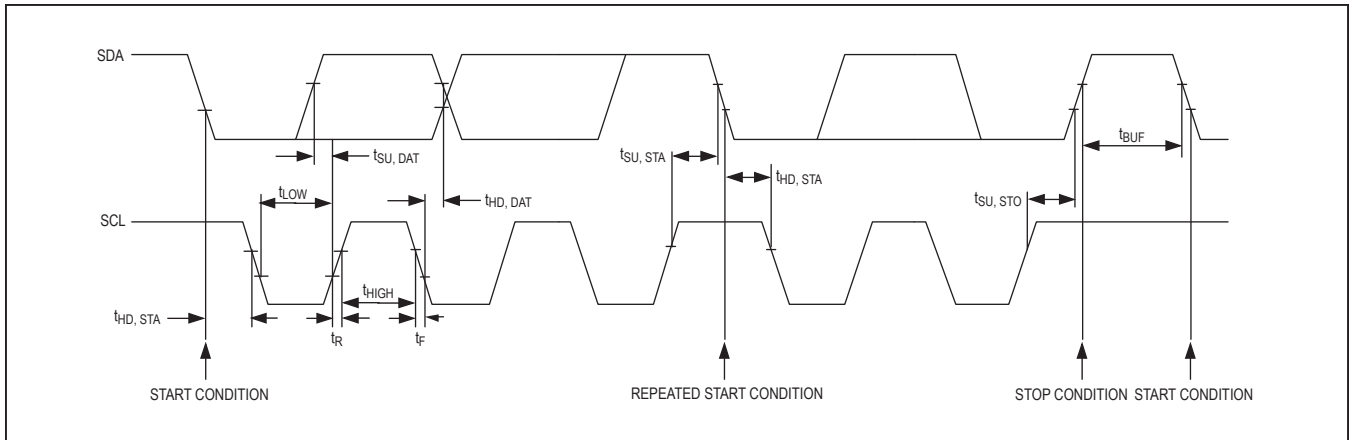 SDA
tSU, DAT
tSU, STA
tHD, STA
tBUF
tLOW
tHD, DAT
tSU, STO
SCL
tHIGH
tHD, STA
tR
tF
START CONDITION
REPEATED START CONDITION
STOP CONDITION
START CONDITION